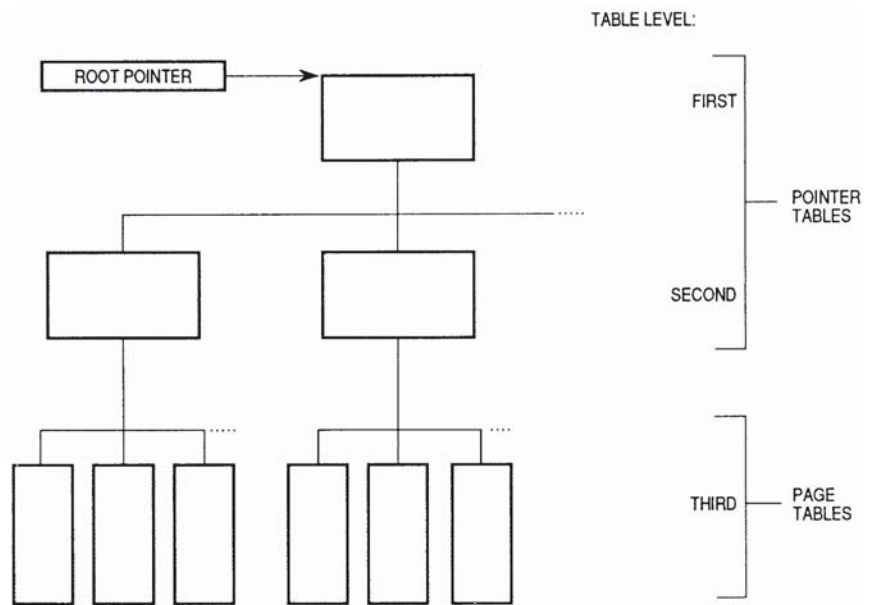 TABLE LEVEL:
ROOT POINTER
FIRST
POINTER
TABLES
SECOND
THIRD
PAGE
TABLES